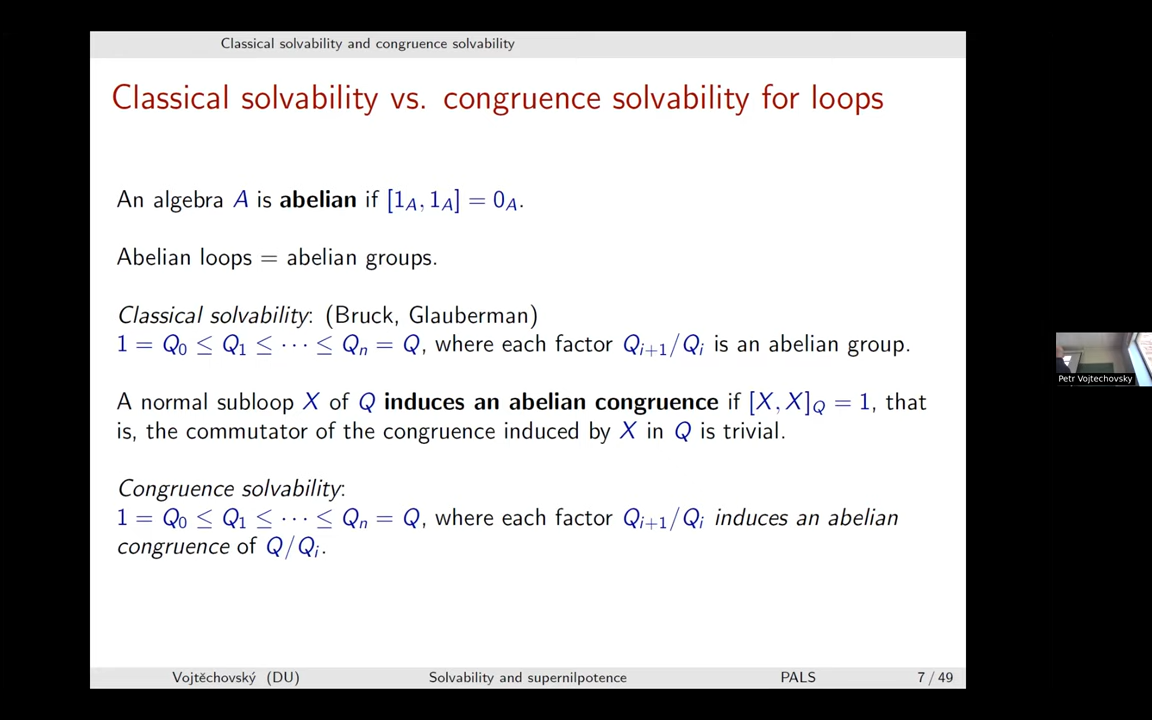 Classical solvability and congruence solvability
Classical solvability vs. congruence solvability for loops
An algebra A is abelian if [1_A, 1_A] = 0_A.
Abelian loops = abelian groups.
Classical solvability: (Bruck, Glauberman)
1 = Q_0 ≤ Q_1 ≤ ⋯ ≤ Q_n = Q, where each factor Q_{i+1}/Q_i is an abelian group.
A normal subloop X of Q induces an abelian congruence if [X, X]_Q = 1, that
is, the commutator of the congruence induced by X in Q is trivial.
Congruence solvability:
1 = Q_0 ≤ Q_1 ≤ ⋯ ≤ Q_n = Q, where each factor Q_{i+1}/Q_i induces an abelian
congruence of Q/Q_i.
Vojtěchovský (DU) Solvability and supernilpotence PALS 7 / 49
Petr Vojtechovsky